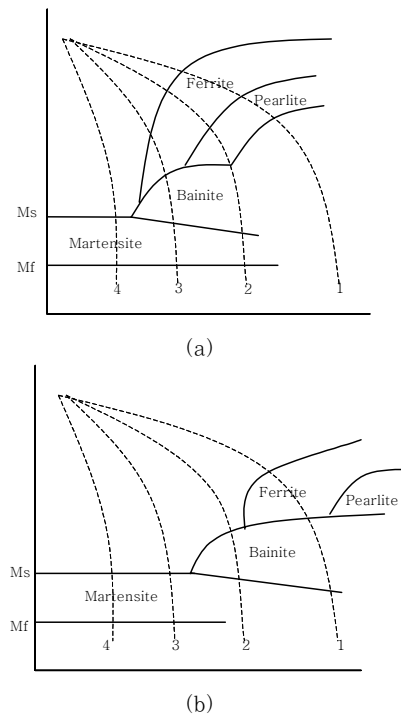 Ferrite
Pearlite
Bainite
Ms
Martensite
Mf
4 3 2 1
(a)
Ferrite
Pearlite
Bainite
Ms
Martensite
Mf
4 3 2 1
(b)